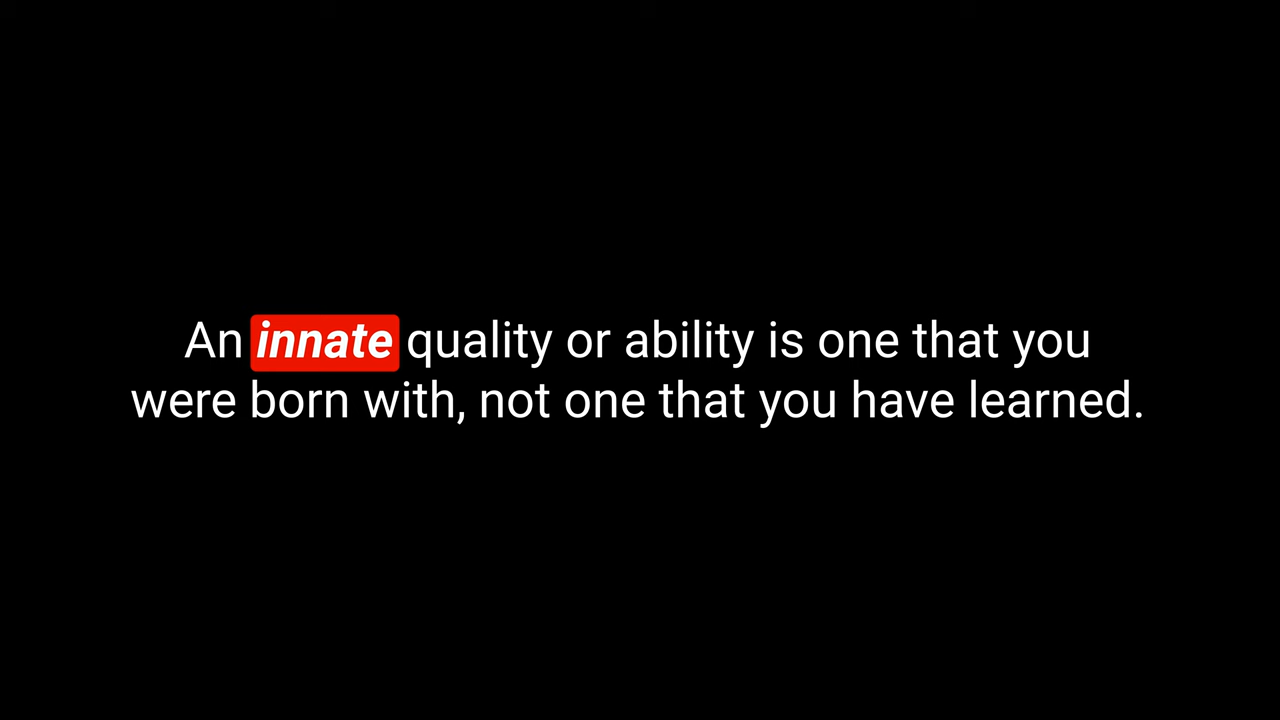 An innate quality or ability is one that you
were born with, not one that you have learned.